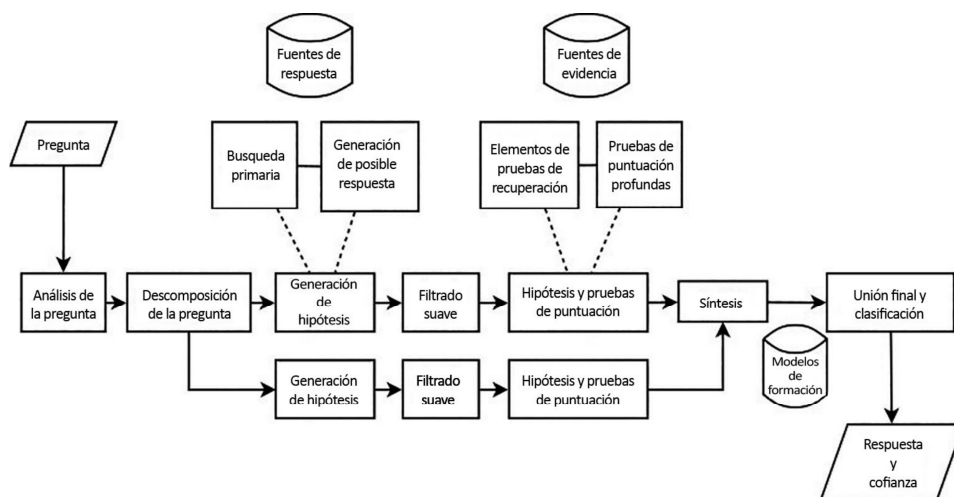 Fuentes de
respuesta
Fuentes de
evidencia
Pregunta
Busqueda
primaria
Generación
de posible
respuesta
Elementos de
pruebas de
recuperación
Pruebas de
puntuación
profundas
Análisis de
la pregunta
Descomposición
de la pregunta
Generación
de
hipótesis
Filtrado
suave
Hipótesis y pruebas
de puntuación
Síntesis
Unión final y
clasificación
Generación
de hipótesis
Filtrado
suave
Hipótesis y pruebas
de puntuación
Modelos
de
formación
Respuesta
y
cofianza